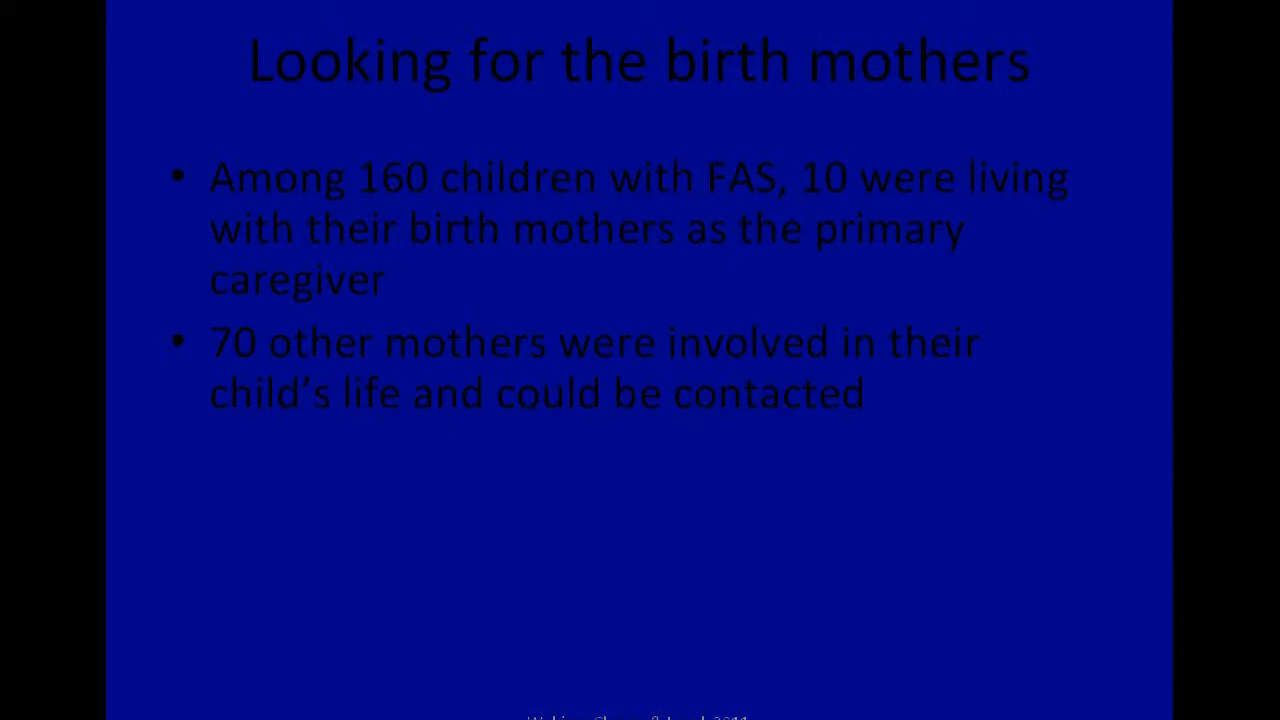 Looking for the birth mothers
• Among 160 children with FAS, 10 were living
with their birth mothers as the primary
caregiver
• 70 other mothers were involved in their
child’s life and could be contacted